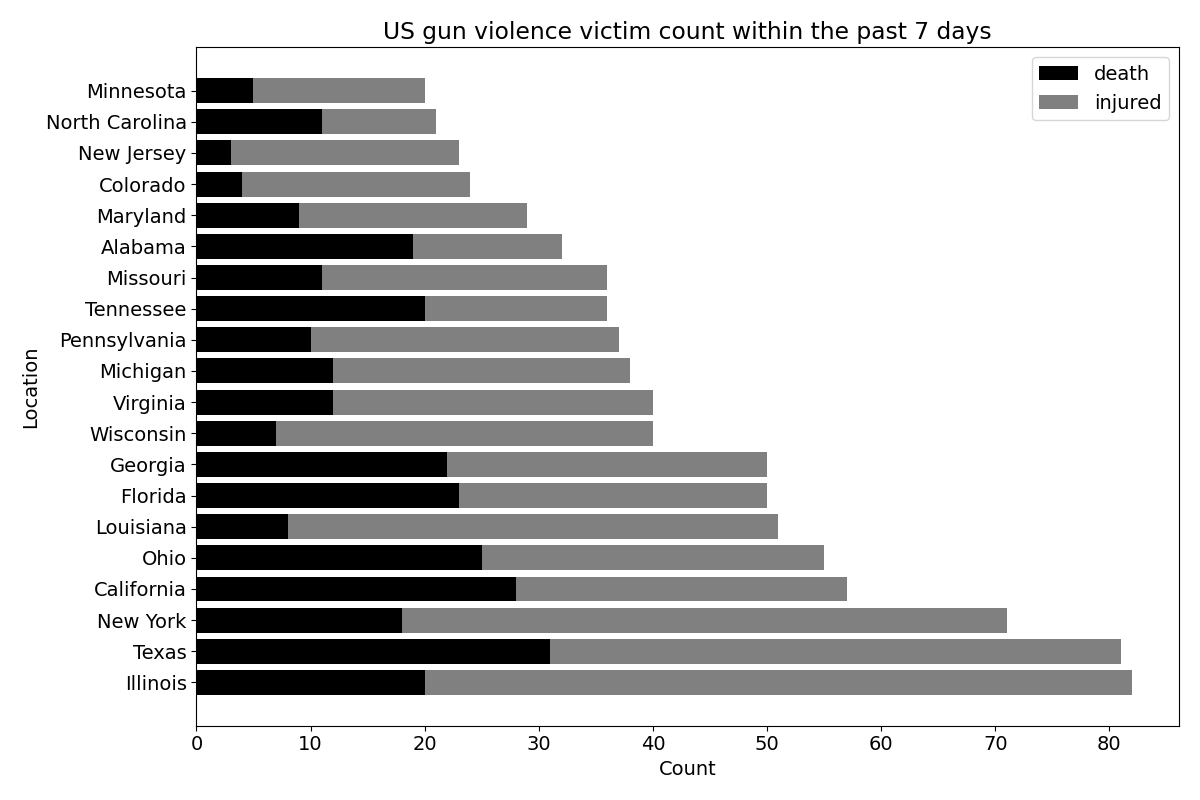 US gun violence victim count within the past 7 days
death
injured
Minnesota
North Carolina
New Jersey
Colorado
Maryland
Alabama
Missouri
Tennessee
Pennsylvania
Michigan
Virginia
Wisconsin
Georgia
Florida
Louisiana
Ohio
California
New York
Texas
Illinois
Location
0 10 20 30 40 50 60 70 80
Count